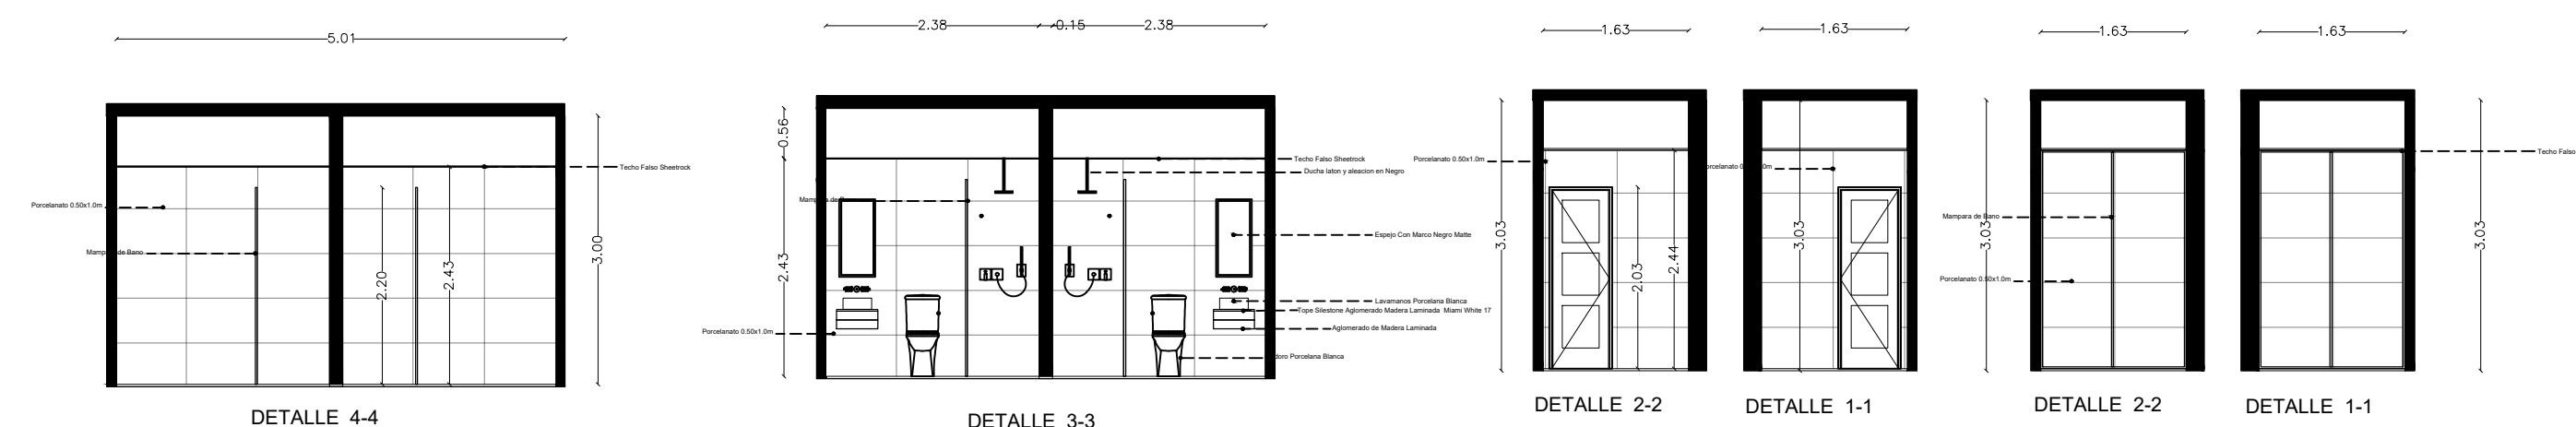 5.01
Techo Falso Sheetrock
Porcelanato 0.50x1.0m
3.00
2.20
2.43
DETALLE 4-4
2.38
0.15
2.38
0.56
Techo Falso Sheetrock
Ducha laton y aleacion en Negro
Espejo Con Marco Negro Matte
2.43
Lavamanos Porcelana Blanca
Tope Silestone Aglomerado Madera Laminada Miami White 17
Porcelanato 0.50x1.0m
Aglomerado de Madera Laminada
Porcelana Blanca
DETALLE 3-3
1.63
Porcelanato 0.50x1.0m
3.03
2.03
2.44
DETALLE 2-2
1.63
3.03
DETALLE 1-1
1.63
3.03
Mampara de Bano
Porcelanato 0.50x1.0m
DETALLE 2-2
1.63
Techo Falso
3.03
DETALLE 1-1